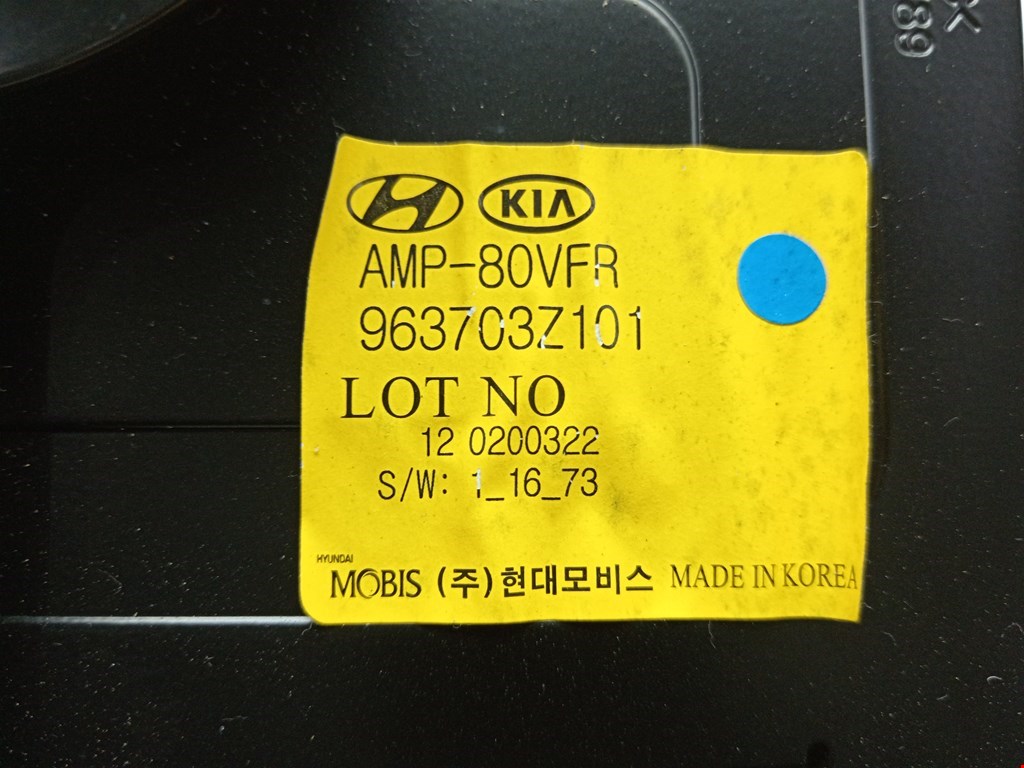 KIA
AMP-80VFR
963703Z101
LOT NO
12 0200322
S/W: 1_16_73
HYUNDAI
MOBIS (주)현대모비스 MADE IN KOREA